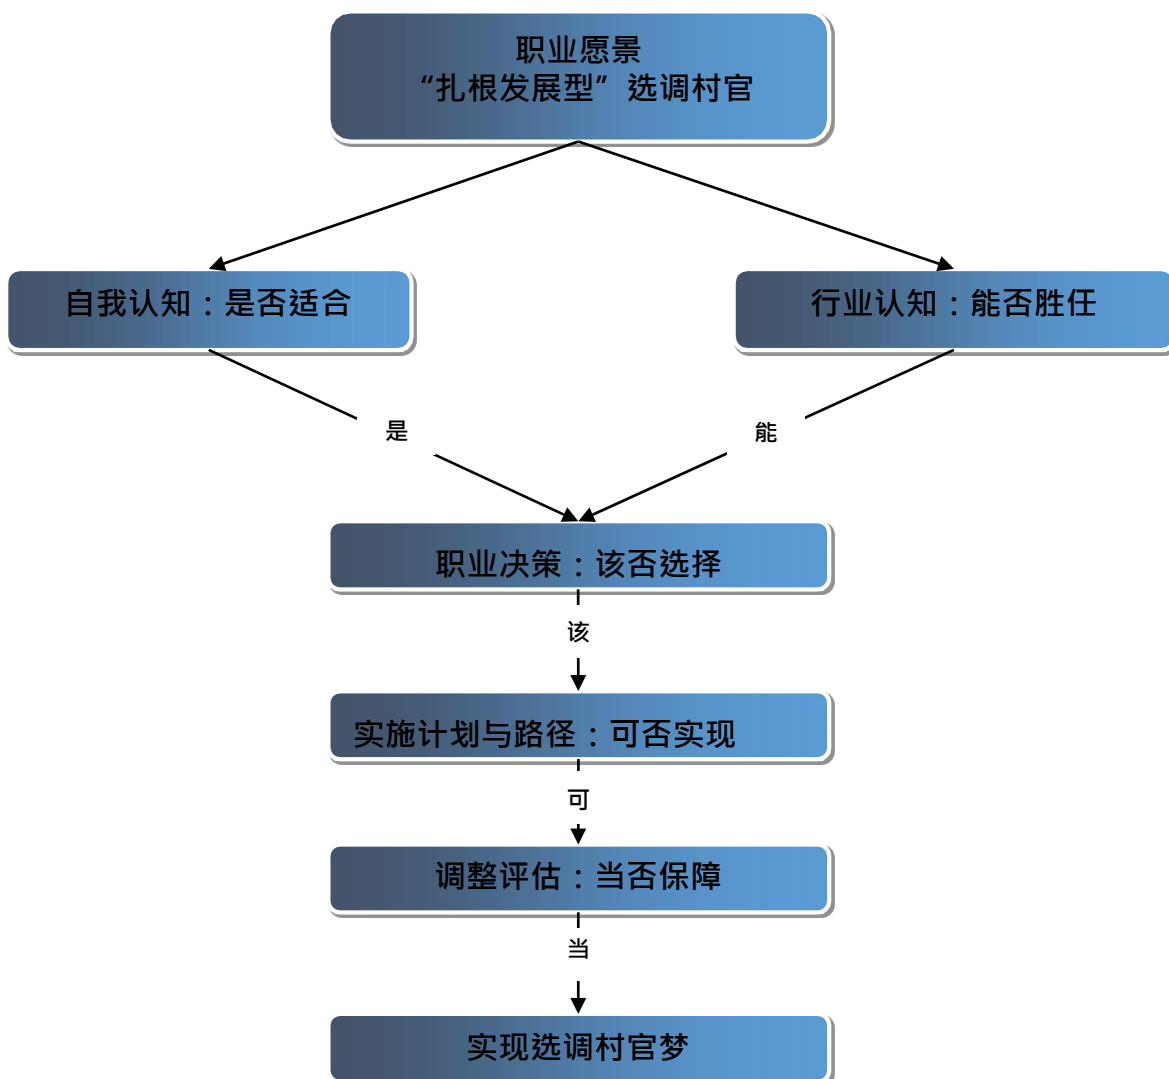 职业愿景
“扎根发展型”选调村官
自我认知：是否适合
行业认知：能否胜任
是
能
职业决策：该否选择
该
实施计划与路径：可否实现
可
调整评估：当否保障
当
实现选调村官梦